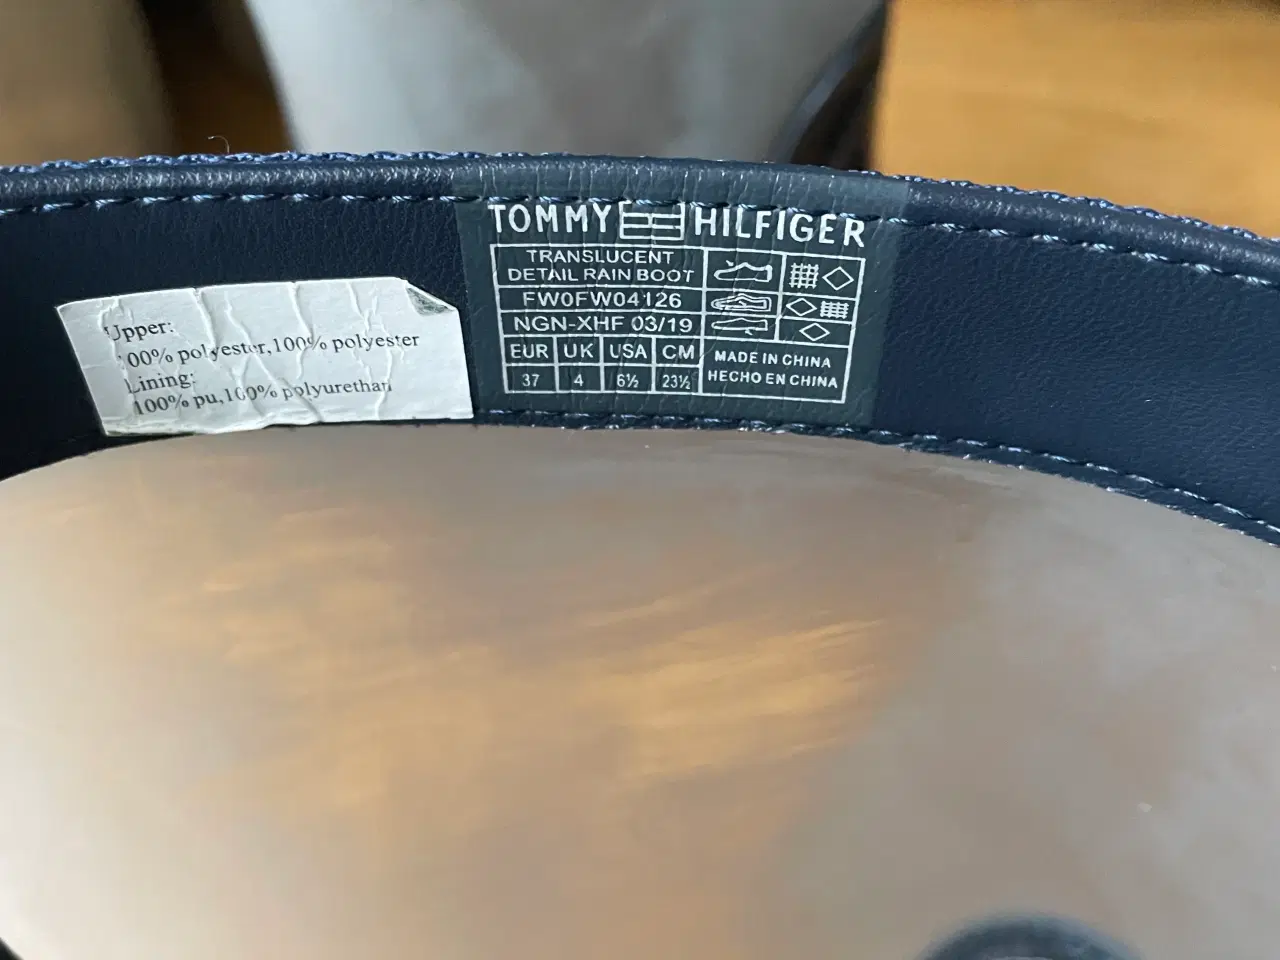 Upper:
100% polyester,100% polyester
Lining:
100% pu,100% polyurethan
TOMMY HILFIGER
TRANSLUCENT
DETAIL RAIN BOOT
FW0FW04126
NGN-XHF 03/19
EUR UK USA CM
37 4 6½ 23½
MADE IN CHINA
HECHO EN CHINA